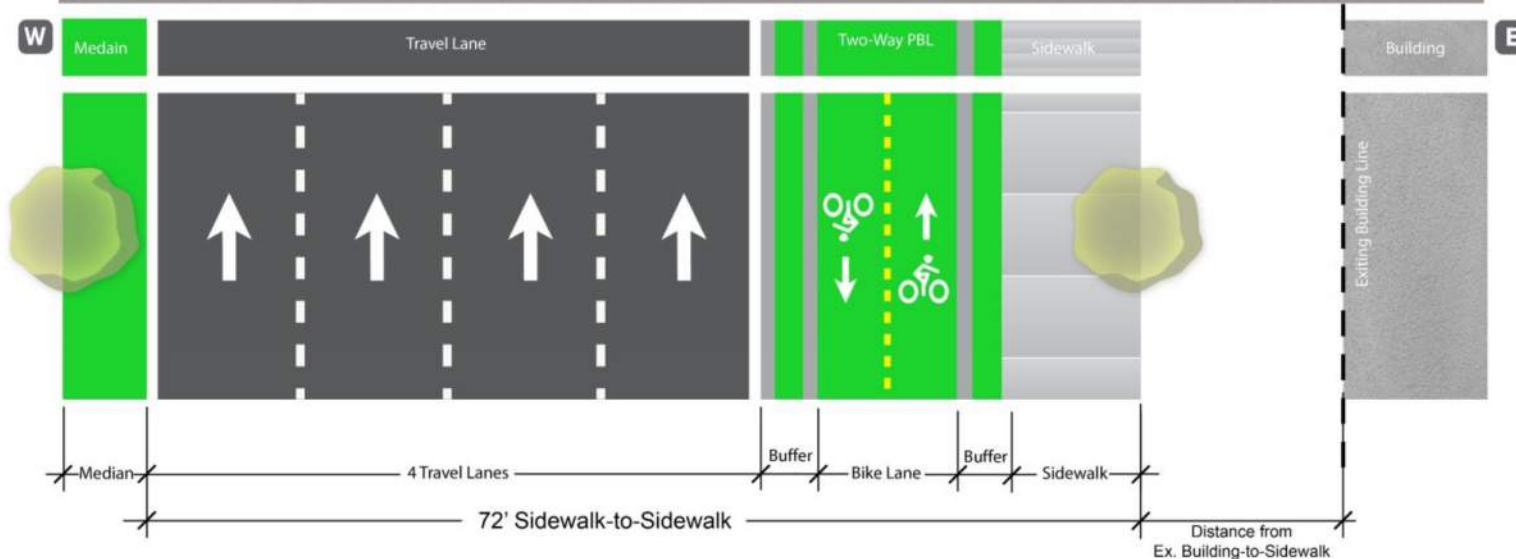 W
Medain
Travel Lane
Two-Way PBL
Sidewalk
Building
E
Exiting Building Line
Median
4 Travel Lanes
Buffer
Bike Lane
Buffer
Sidewalk
72' Sidewalk-to-Sidewalk
Distance from
Ex. Building-to-Sidewalk